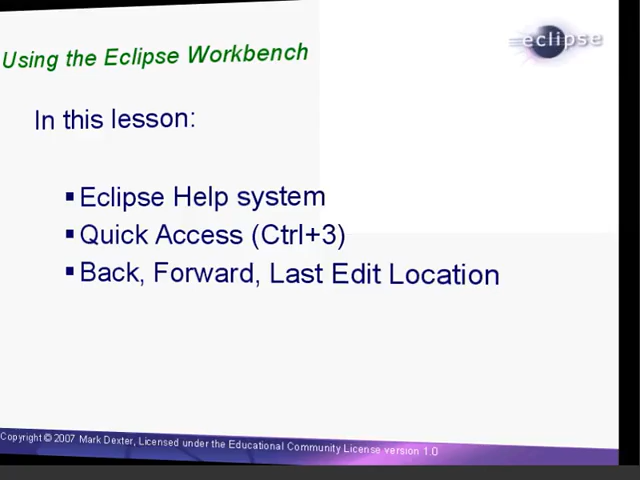 Using the Eclipse Workbench
eclipse
In this lesson:
▪ Eclipse Help system
▪ Quick Access (Ctrl+3)
▪ Back, Forward, Last Edit Location
Copyright © 2007 Mark Dexter, Licensed under the Educational Community License version 1.0